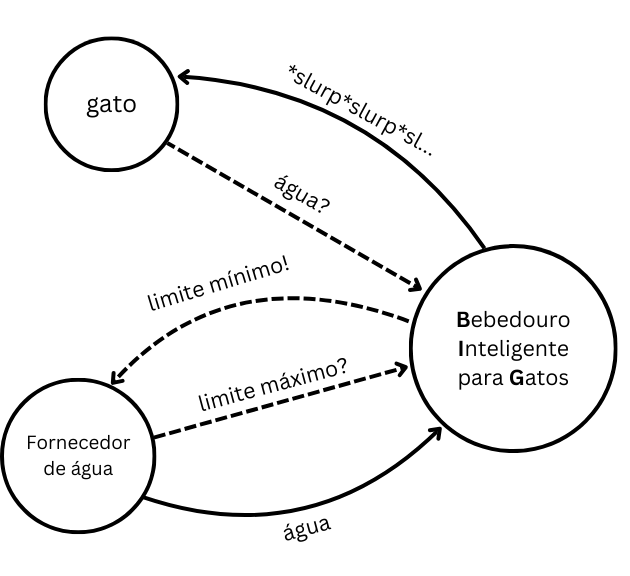 gato
*slurp*slurp*sl...
água?
limite mínimo!
Bebedouro
Inteligente
para Gatos
limite máximo?
Fornecedor
de água
água